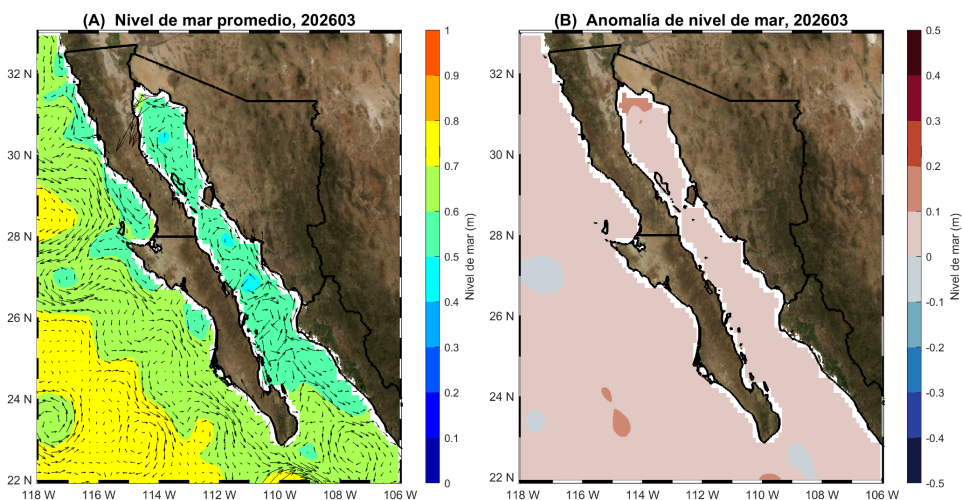 (A) Nivel de mar promedio, 202603
32 N
30 N
28 N
26 N
24 N
22 N
118 W
116 W
114 W
112 W
110 W
108 W
106 W
1
0.9
0.8
0.7
0.6
0.5
0.4
0.3
0.2
0.1
0
Nivel de mar (m)
(B) Anomalía de nivel de mar, 202603
32 N
30 N
28 N
26 N
24 N
22 N
118 W
116 W
114 W
112 W
110 W
108 W
106 W
0.5
0.4
0.3
0.2
0.1
0
-0.1
-0.2
-0.3
-0.4
-0.5
Nivel de mar (m)